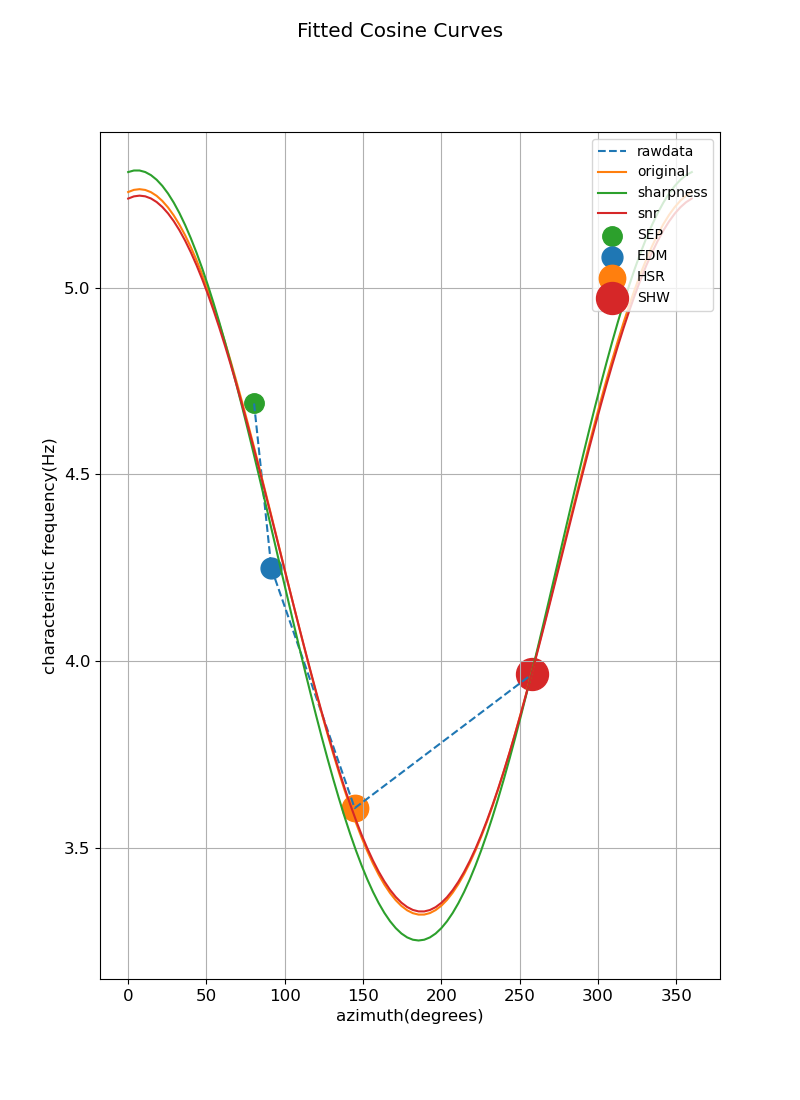 Fitted Cosine Curves
rawdata
original
sharpness
snr
SEP
EDM
HSR
SHW
5.0
4.5
4.0
3.5
characteristic frequency(Hz)
0 50 100 150 200 250 300 350
azimuth(degrees)